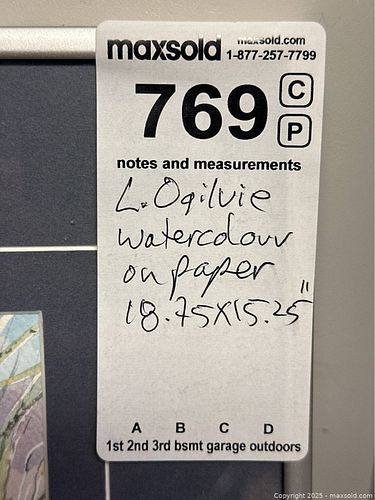 maxsold
maxsold.com
1-877-257-7799
769
C
P
notes and measurements
L. Ogilvie
watercolour
on paper
18.75X15.25"
A B C D
1st 2nd 3rd bsmt garage outdoors
Copyright 2025 - maxsold.com